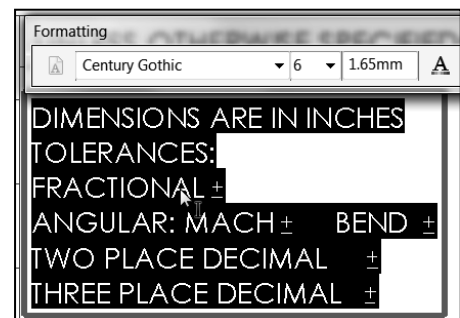 Formatting
Century Gothic 6 1.65mm A
DIMENSIONS ARE IN INCHES
TOLERANCES:
FRACTIONAL ±
ANGULAR: MACH ± BEND ±
TWO PLACE DECIMAL ±
THREE PLACE DECIMAL ±